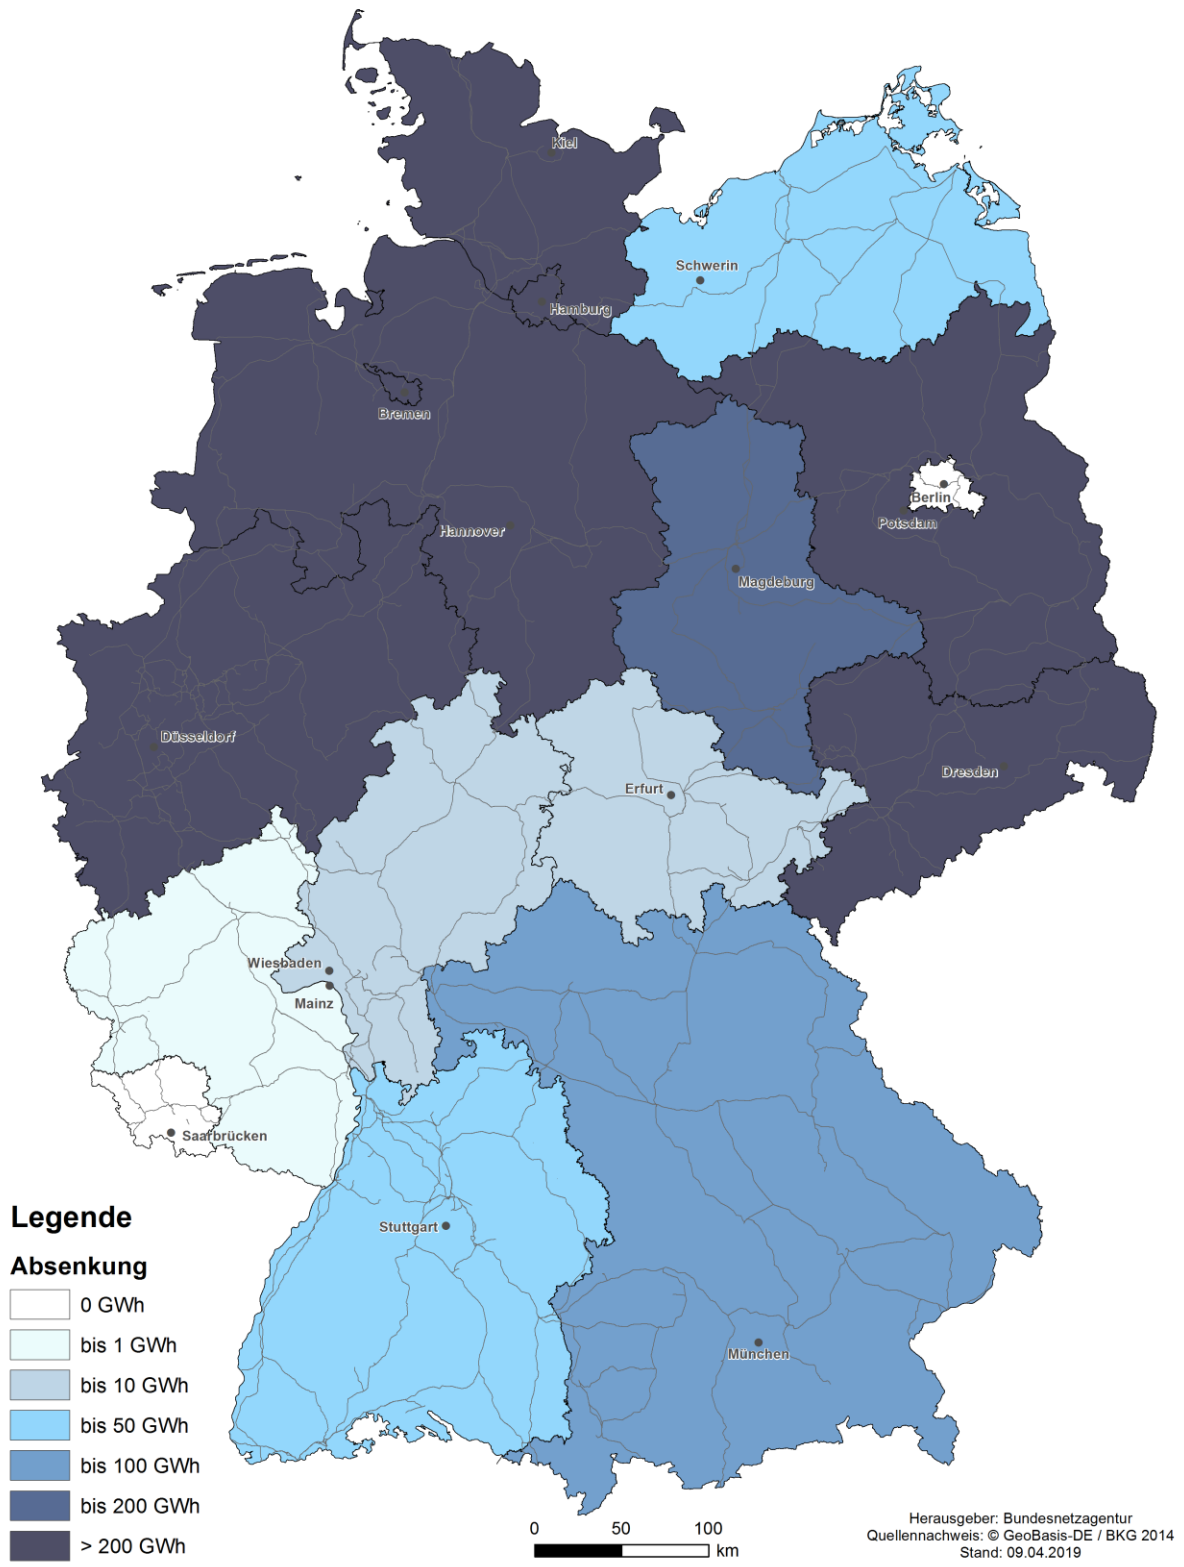 Kiel
Schwerin
Hamburg
Bremen
Berlin
Potsdam
Hannover
Magdeburg
Düsseldorf
Dresden
Erfurt
Wiesbaden
Mainz
Saarbrücken
Stuttgart
München
Legende
Absenkung
0 GWh
bis 1 GWh
bis 10 GWh
bis 50 GWh
bis 100 GWh
bis 200 GWh
> 200 GWh
0 50 100
km
Herausgeber: Bundesnetzagentur
Quellennachweis: © GeoBasis-DE / BKG 2014
Stand: 09.04.2019